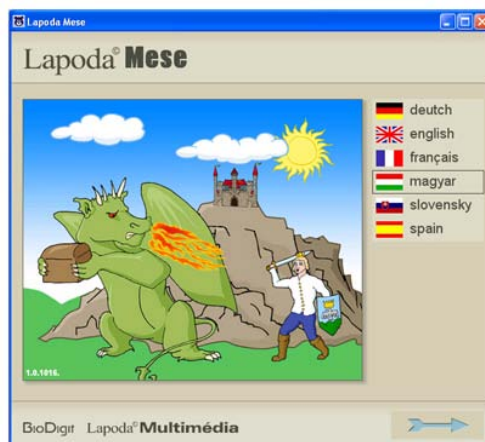 Lapoda Mese
Lapoda© Mese
deutch
english
français
magyar
slovensky
spain
1.0.1016.
BioDigit Lapoda© Multimédia